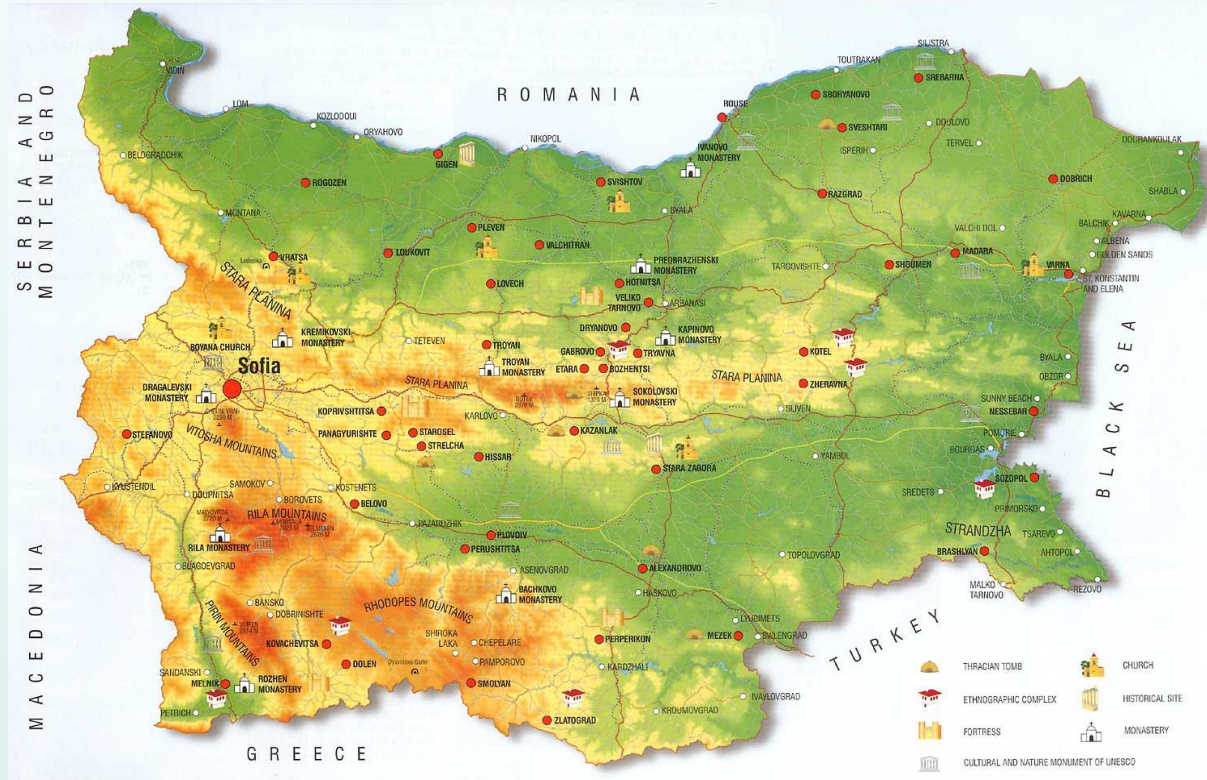 ROMANIA
SERBIA AND
MONTENEGRO
MACEDONIA
GREECE
TURKEY
BLACK SEA
VIDIN
LOM
KOZLODOUI
ORYAHOVO
BELOGRADCHIK
MONTANA
ROGOZEN
GIGEN
NIKOPOL
SVISHTOV
ROUSE
IVANOVO
MONASTERY
BYALA
TOUTRAKAN
SILISTRA
SREBARNA
SBORYANOVO
SVESHTARI
ISPERIH
DOULOVO
TERVEL
DOURANKOULAK
SHABLA
DOBRICH
RAZGRAD
KAVARNA
BALCHIK
ALBENA
GOLDEN SANDS
VALCHI DOL
VARNA
ST. KONSTANTIN
AND ELENA
MADARA
SHOUMEN
TARGOVISHTE
VRATSA
LOUKOVIT
PLEVEN
VALCHITRAN
LOVECH
PREOBRAZHENSKI
MONASTERY
HOTNITSA
VELIKO
TARNOVO
ARBANASI
DRYANOVO
KAPINOVO
MONASTERY
STARA PLANINA
BOYANA CHURCH
KREMIKOVSKI
MONASTERY
TETEVEN
TROYAN
TROYAN
MONASTERY
GABROVO
TRYAVNA
ETARA
BOZHENTSI
KOTEL
ZHERAVNA
STARA PLANINA
Sofia
DRAGALEVSKI
MONASTERY
STARA PLANINA
SOKOLOVSKI
MONASTERY
BYALA
OBZOR
SUNNY BEACH
NESSEBAR
POMORIE
BOURGAS
SOZOPOL
PRIMORSKO
TSAREVO
AHTOPOL
REZOVO
KOPRIVSHTITSA
KARLOVO
SLIVEN
STEFANOVO
VITOSHA MOUNTAINS
PANAGYURISHTE
STAROSEL
STRELCHA
HISSAR
KAZANLAK
STARA ZAGORA
YAMBOL
SREDETS
STRANDZHA
BRASHLYAN
MALKO
TARNOVO
KYUSTENDIL
DOUPNITSA
SAMOKOV
BOROVETS
KOSTENETS
BELOVO
RILA MOUNTAINS
RILA MONASTERY
PAZARDZHIK
PLOVDIV
PERUSHTITSA
TOPOLOVGRAD
ALEXANDROVO
HASKOVO
BLAGOEVGRAD
ASENOVGRAD
BACHKOVO
MONASTERY
BANSKO
DOBRINISHTE
PIRIN MOUNTAINS
RHODOPES MOUNTAINS
KOVACHEVITSA
DOLEN
SHIROKA
LAKA
CHEPELARE
PAMPOROVO
SMOLYAN
ZLATOGRAD
PERPERIKON
KARDZHALI
KHOUMOVGRAD
MEZEK
LYUBIMETS
SVILENGRAD
IVAYLOVGRAD
SANDANSKI
MELNIK
ROZHEN
MONASTERY
PETRICH
THRACIAN TOMB
CHURCH
ETHNOGRAPHIC COMPLEX
HISTORICAL SITE
FORTRESS
MONASTERY
CULTURAL AND NATURE MONUMENT OF UNESCO